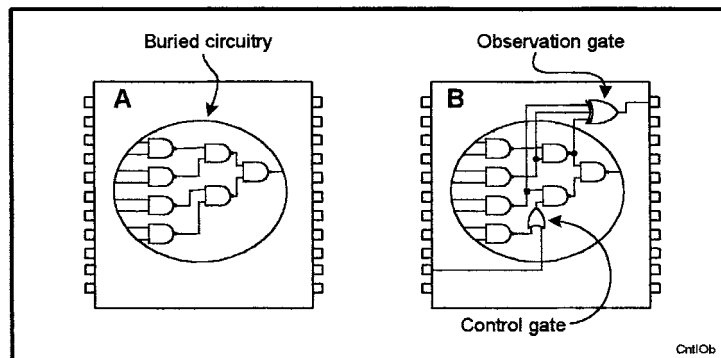 Buried circuitry
Observation gate
A
B
Control gate
CntlOb